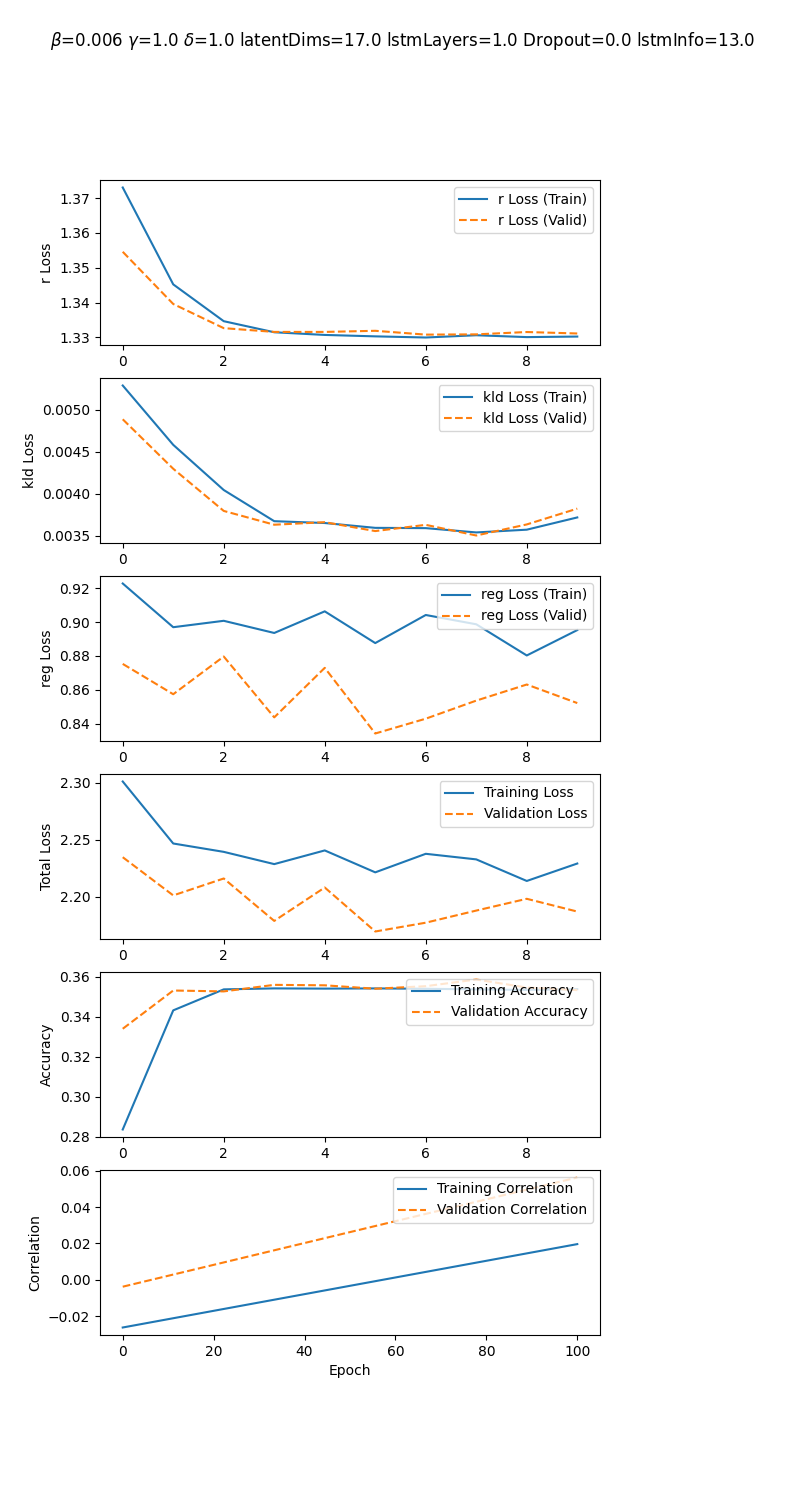 β=0.006 γ=1.0 δ=1.0 latentDims=17.0 lstmLayers=1.0 Dropout=0.0 lstmInfo=13.0
r Loss
1.37
1.36
1.35
1.34
1.33
r Loss (Train)
r Loss (Valid)
0 2 4 6 8
kld Loss
0.0050
0.0045
0.0040
0.0035
kld Loss (Train)
kld Loss (Valid)
0 2 4 6 8
reg Loss
0.92
0.90
0.88
0.86
0.84
reg Loss (Train)
reg Loss (Valid)
0 2 4 6 8
Total Loss
2.30
2.25
2.20
Training Loss
Validation Loss
0 2 4 6 8
Accuracy
0.36
0.34
0.32
0.30
0.28
Training Accuracy
Validation Accuracy
0 2 4 6 8
Correlation
0.06
0.04
0.02
0.00
−0.02
Training Correlation
Validation Correlation
0 20 40 60 80 100
Epoch